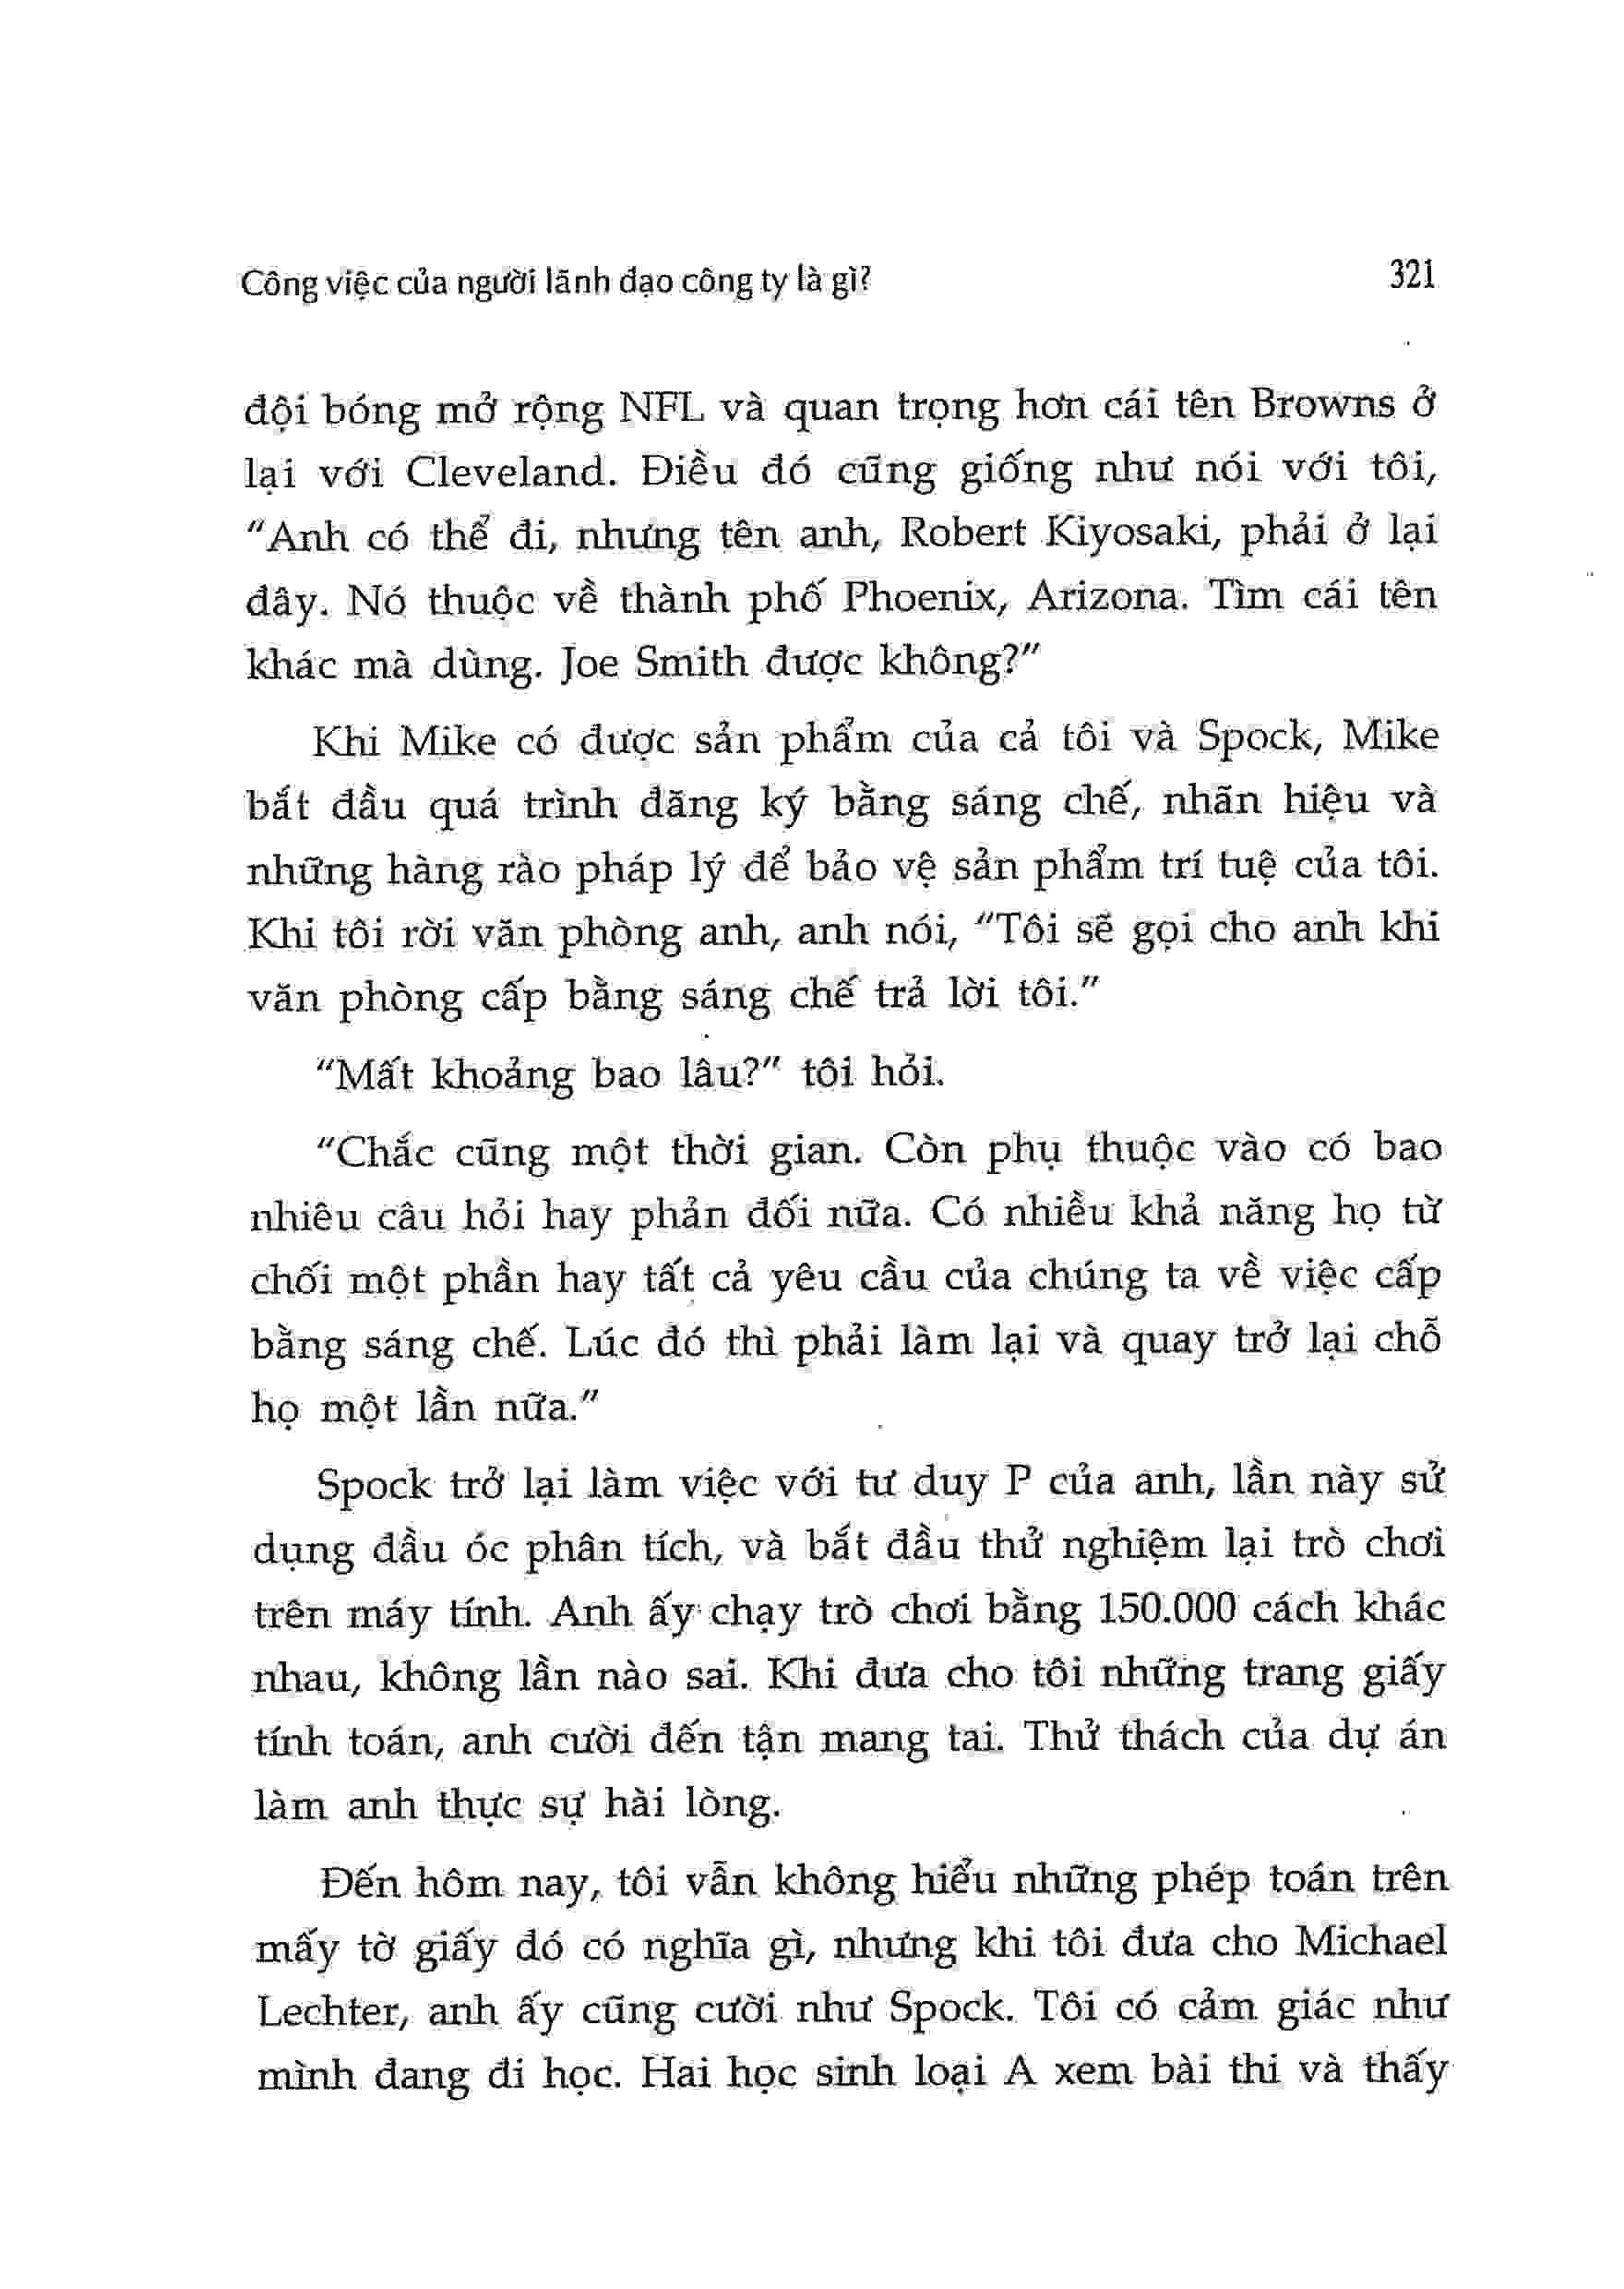 Công việc của người lãnh đạo công ty là gì?
321
đội bóng mở rộng NFL và quan trọng hơn cái tên Browns ở
lại với Cleveland. Điều đó cũng giống như nói với tôi,
“Anh có thể đi, nhưng tên anh, Robert Kiyosaki, phải ở lại
đây. Nó thuộc về thành phố Phoenix, Arizona. Tìm cái tên
khác mà dùng. Joe Smith được không?”
Khi Mike có được sản phẩm của cả tôi và Spock, Mike
bắt đầu quá trình đăng ký bằng sáng chế, nhãn hiệu và
những hàng rào pháp lý để bảo vệ sản phẩm trí tuệ của tôi.
Khi tôi rời văn phòng anh, anh nói, “Tôi sẽ gọi cho anh khi
văn phòng cấp bằng sáng chế trả lời tôi.”
“Mất khoảng bao lâu?” tôi hỏi.
“Chắc cũng một thời gian. Còn phụ thuộc vào có bao
nhiêu câu hỏi hay phản đối nữa. Có nhiều khả năng họ từ
chối một phần hay tất cả yêu cầu của chúng ta về việc cấp
bằng sáng chế. Lúc đó thì phải làm lại và quay trở lại chỗ
họ một lần nữa.”
Spock trở lại làm việc với tư duy P của anh, lần này sử
dụng đầu óc phân tích, và bắt đầu thử nghiệm lại trò chơi
trên máy tính. Anh ấy chạy trò chơi bằng 150.000 cách khác
nhau, không lần nào sai. Khi đưa cho tôi những trang giấy
tính toán, anh cười đến tận mang tai. Thử thách của dự án
làm anh thực sự hài lòng.
Đến hôm nay, tôi vẫn không hiểu những phép toán trên
mấy tờ giấy đó có nghĩa gì, nhưng khi tôi đưa cho Michael
Lechter, anh ấy cũng cười như Spock. Tôi có cảm giác như
mình đang đi học. Hai học sinh loại A xem bài thi và thấy